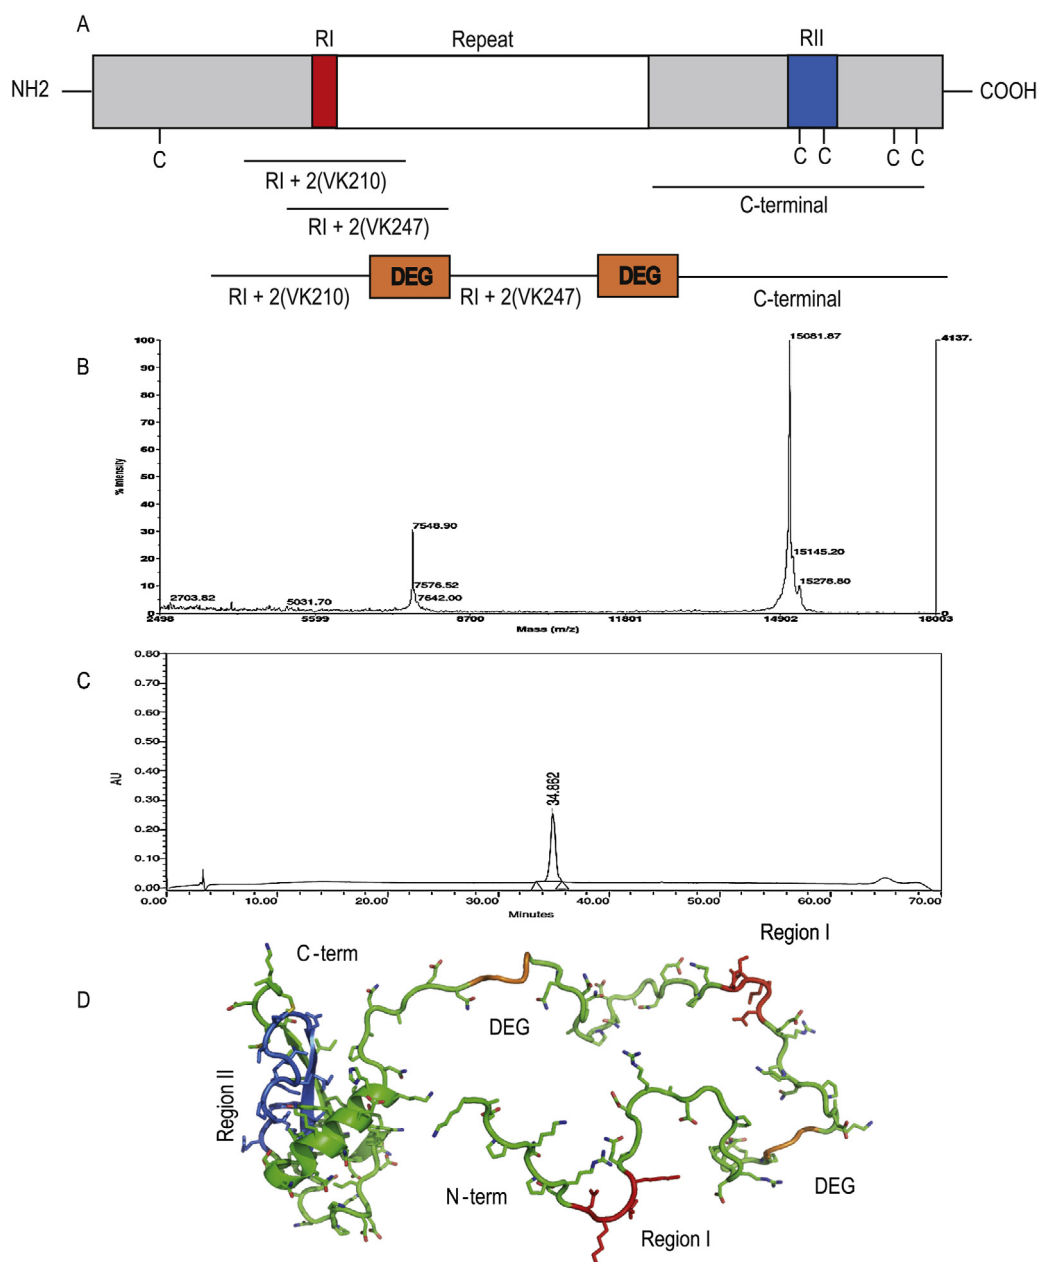 A
RI
Repeat
RII
NH2
COOH
C
C C C C
RI + 2(VK210)
RI + 2(VK247)
C-terminal
DEG
DEG
RI + 2(VK210)
RI + 2(VK247)
C-terminal
B
100
90
80
70
60
50
40
30
20
10
0
% Intensity
15081.87
4137.
7548.90
15145.20
7576.52
15278.80
7642.00
2703.82
5031.70
0
2498
5599
8700
11801
14902
18003
Mass (m/z)
C
0.80
0.70
0.60
0.50
0.40
0.30
0.20
0.10
0.00
AU
34.862
0.00
10.00
20.00
30.00
40.00
50.00
60.00
70.00
Minutes
D
C-term
Region I
DEG
Region II
N-term
DEG
Region I